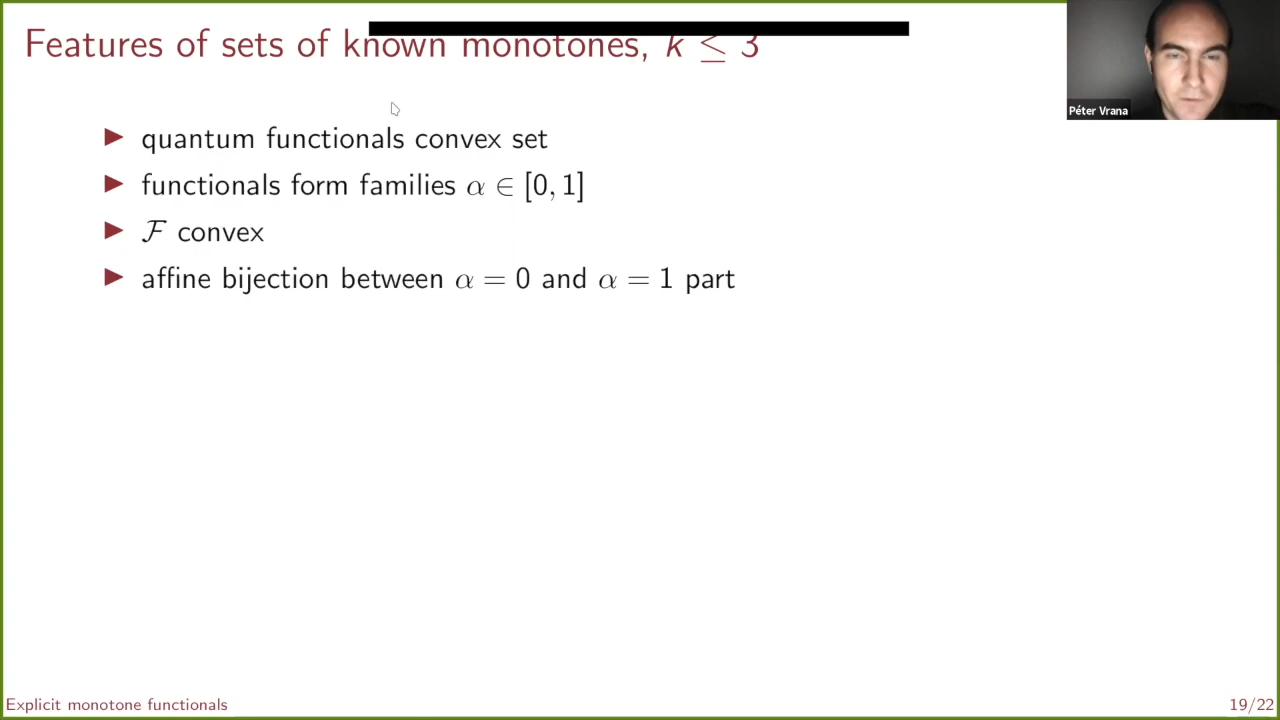 Features of sets of known monotones, k ≤ 3
Péter Vrana
▶ quantum functionals convex set
▶ functionals form families α ∈ [0, 1]
▶ ℱ convex
▶ affine bijection between α = 0 and α = 1 part
Explicit monotone functionals
19/22